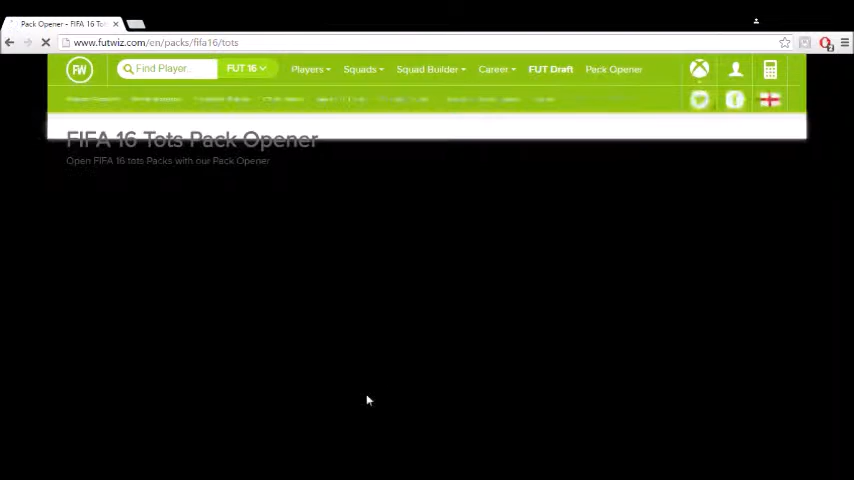 Pack Opener - FIFA 16 Tot
www.futwiz.com/en/packs/fifa16/tots
FW
Find Player..
FUT 16
Players
Squads
Squad Builder
Career
FUT Draft
Pack Opener
FIFA 16 Tots Pack Opener
Open FIFA 16 tots Packs with our Pack Opener